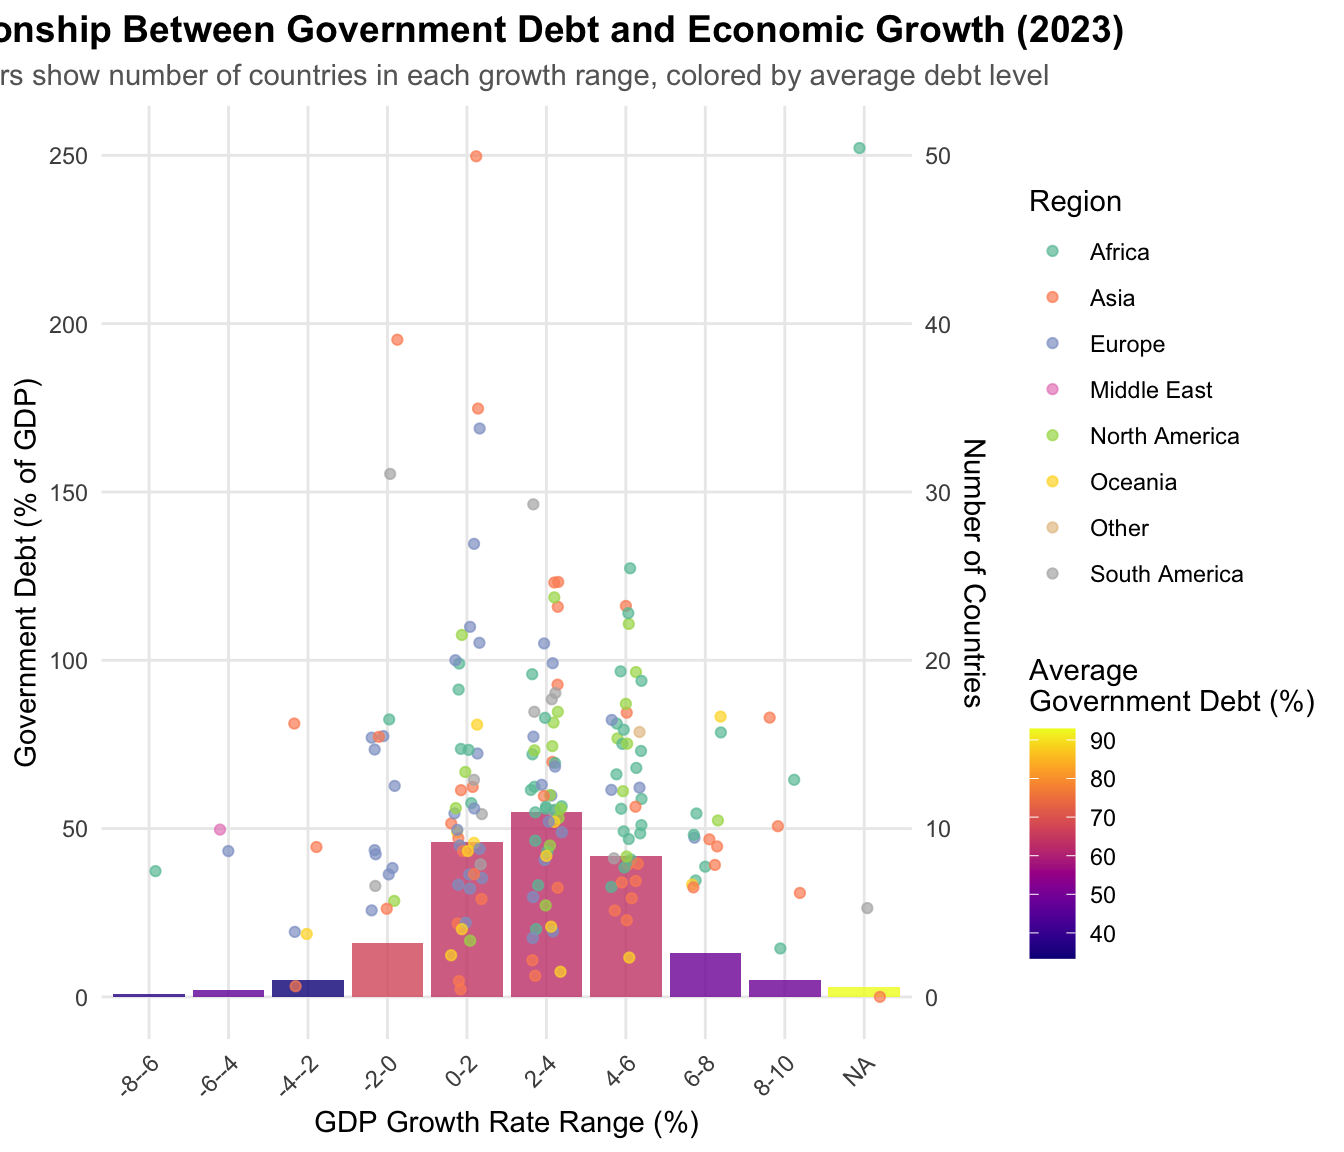 onship Between Government Debt and Economic Growth (2023)
rs show number of countries in each growth range, colored by average debt level
250
200
150
100
50
0
Government Debt (% of GDP)
50
40
30
20
10
0
Number of Countries
-8--6
-6--4
-4--2
-2-0
0-2
2-4
4-6
6-8
8-10
NA
GDP Growth Rate Range (%)
Region
Africa
Asia
Europe
Middle East
North America
Oceania
Other
South America
Average
Government Debt (%)
90
80
70
60
50
40